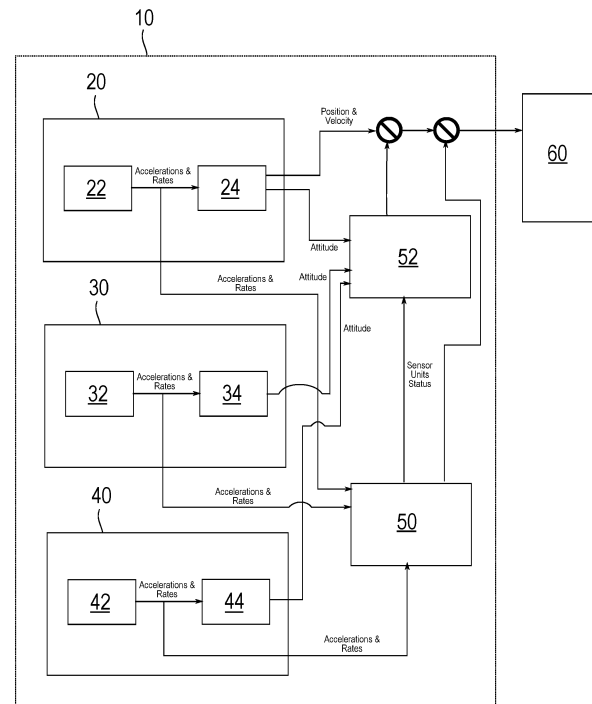 10
20
Position &
Velocity
Accelerations &
Rates
22
24
60
Attitude
52
Attitude
Accelerations &
Rates
30
Attitude
Accelerations &
Rates
32
34
Sensor
Units
Status
Accelerations &
Rates
40
50
Accelerations &
Rates
42
44
Accelerations &
Rates